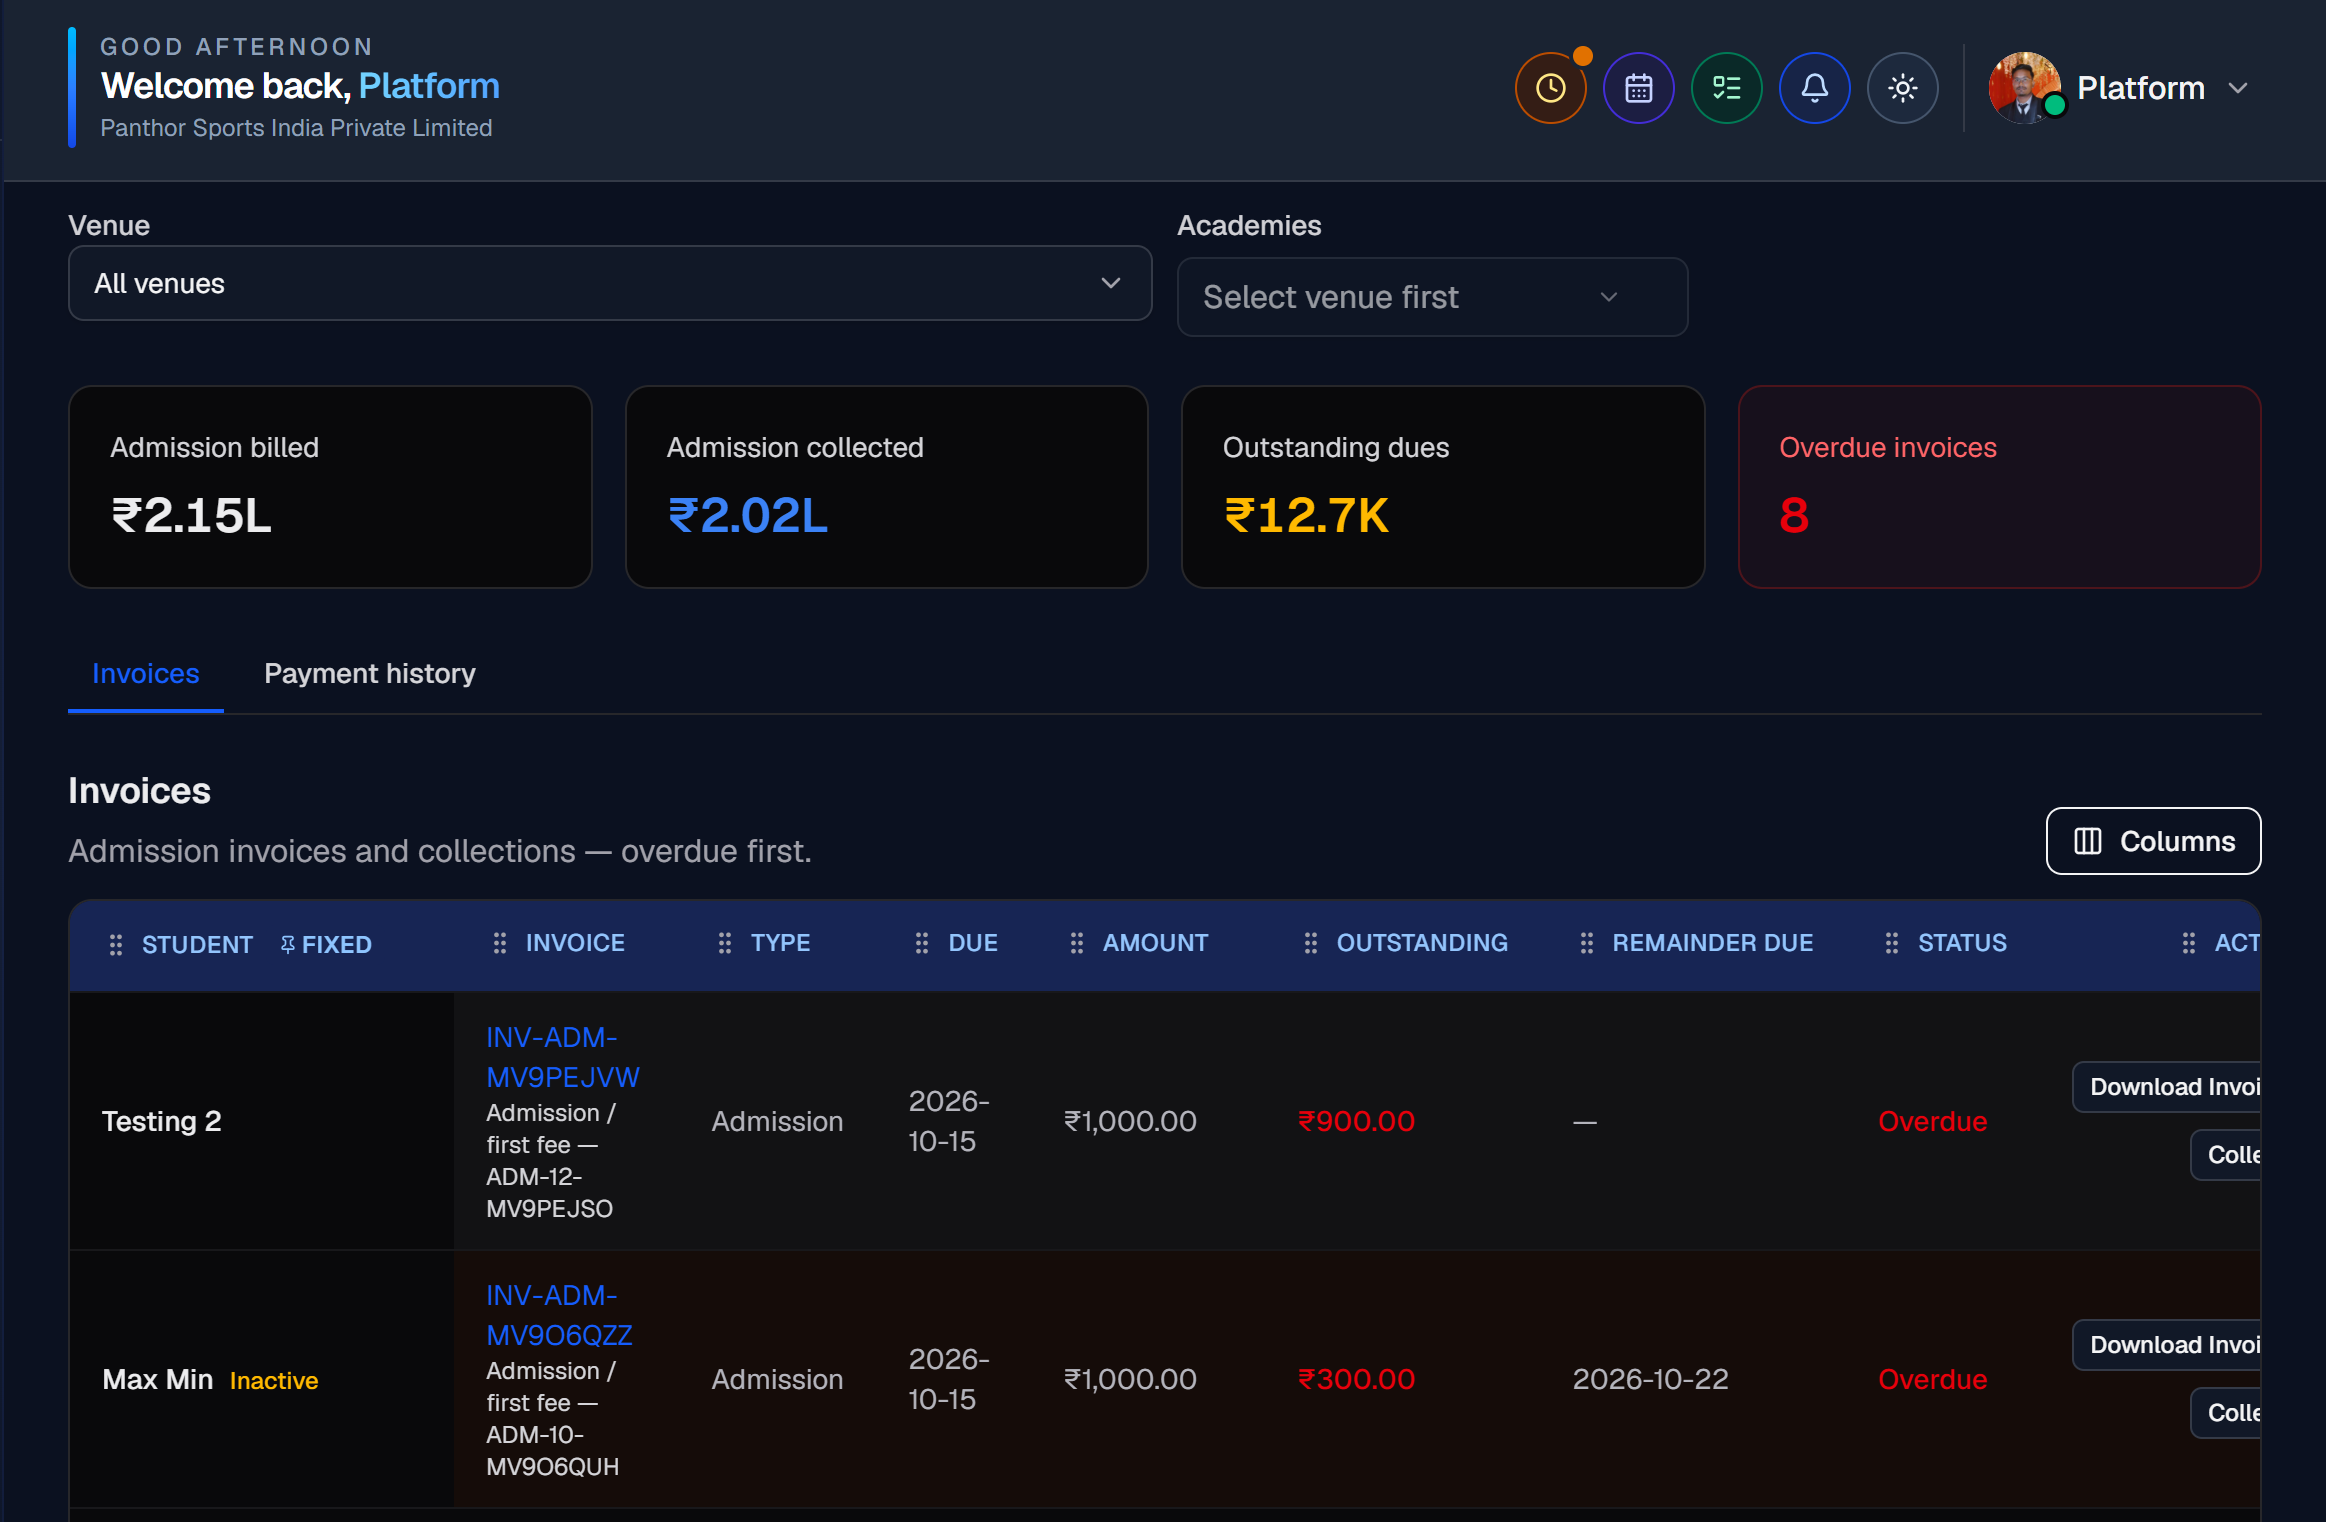 GOOD AFTERNOON
Welcome back, Platform
Panthor Sports India Private Limited
Platform
Venue
All venues
Academies
Select venue first
Admission billed
₹2.15L
Admission collected
₹2.02L
Outstanding dues
₹12.7K
Overdue invoices
8
Invoices
Payment history
Invoices
Admission invoices and collections — overdue first.
Columns
STUDENT FIXED INVOICE TYPE DUE AMOUNT OUTSTANDING REMAINDER DUE STATUS ACT
Testing 2
INV-ADM-
MV9PEJVW
Admission /
first fee —
ADM-12-
MV9PEJSO
Admission
2026-
10-15
₹1,000.00
₹900.00
—
Overdue
Download Invoi
Colle
Max Min Inactive
INV-ADM-
MV9O6QZZ
Admission /
first fee —
ADM-10-
MV9O6QUH
Admission
2026-
10-15
₹1,000.00
₹300.00
2026-10-22
Overdue
Download Invoi
Colle